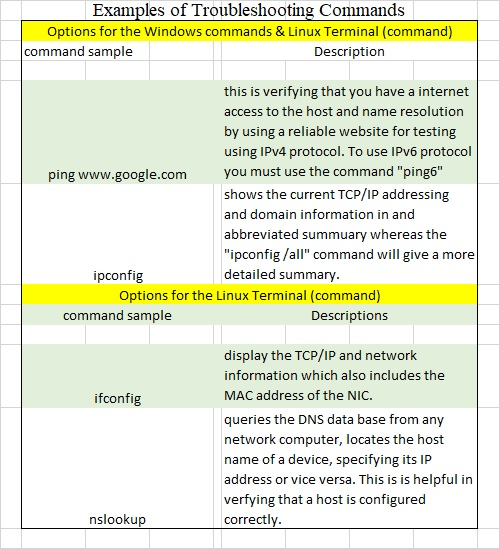 Examples of Troubleshooting Commands
Options for the Windows commands & Linux Terminal (command)
command sample Description
this is verifying that you have a internet
access to the host and name resolution
by using a reliable website for testing
using IPv4 protocol. To use IPv6 protocol
ping www.google.com you must use the command "ping6"
shows the current TCP/IP addressing
and domain information in and
abbreviated summuary whereas the
"ipconfig /all" command will give a more
ipconfig detailed summary.
Options for the Linux Terminal (command)
command sample Descriptions
display the TCP/IP and network
information which also includes the
ifconfig MAC address of the NIC.
queries the DNS data base from any
network computer, locates the host
name of a device, specifying its IP
address or vice versa. This is is helpful in
verfying that a host is configured
nslookup correctly.